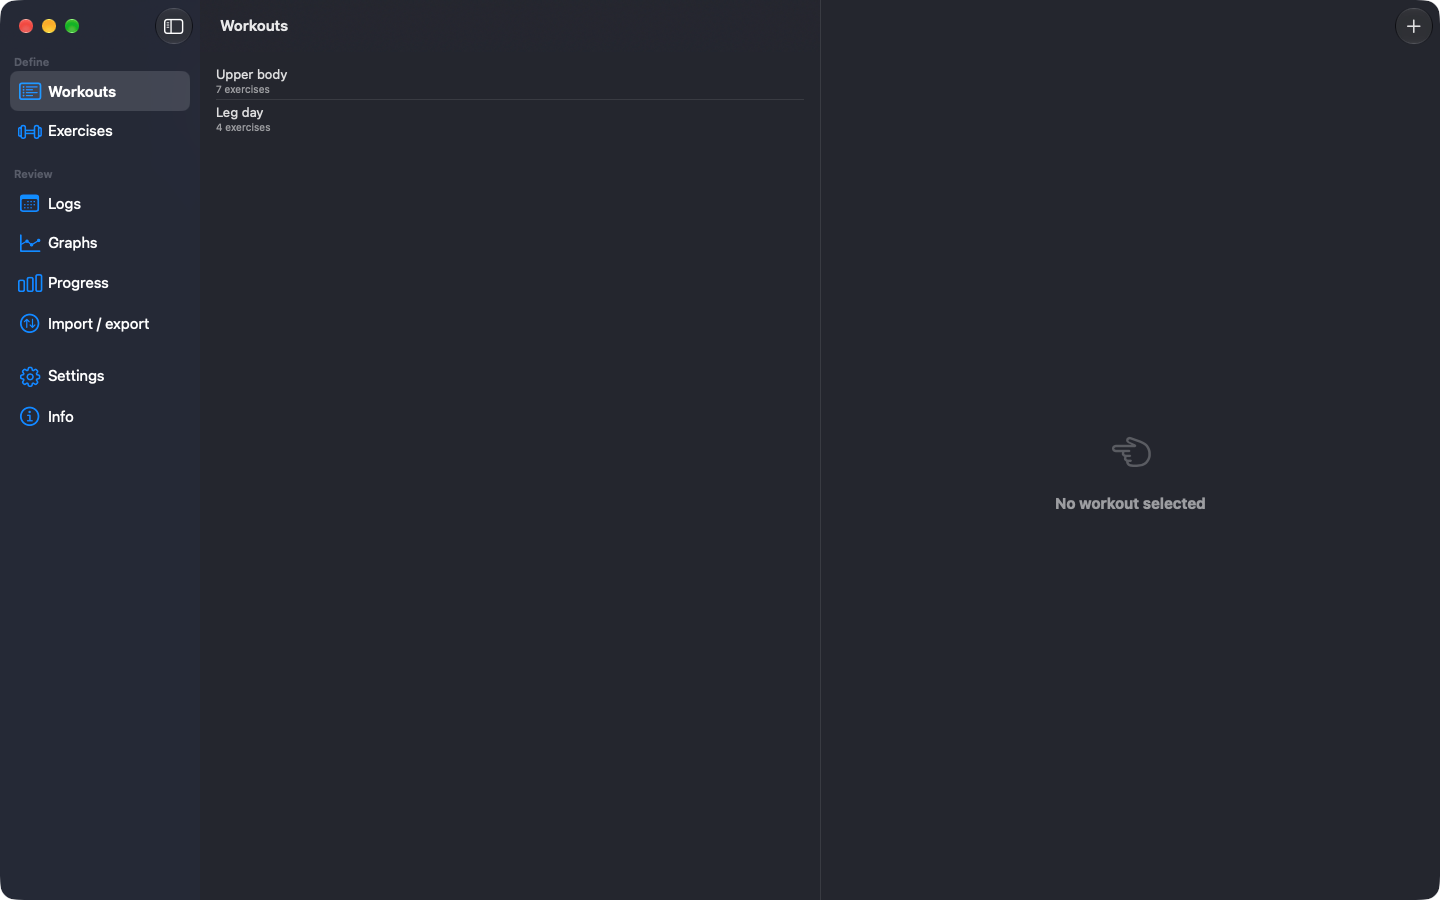 Workouts
Define
Workouts
Exercises
Review
Logs
Graphs
Progress
Import / export
Settings
Info
Upper body
7 exercises
Leg day
4 exercises
No workout selected